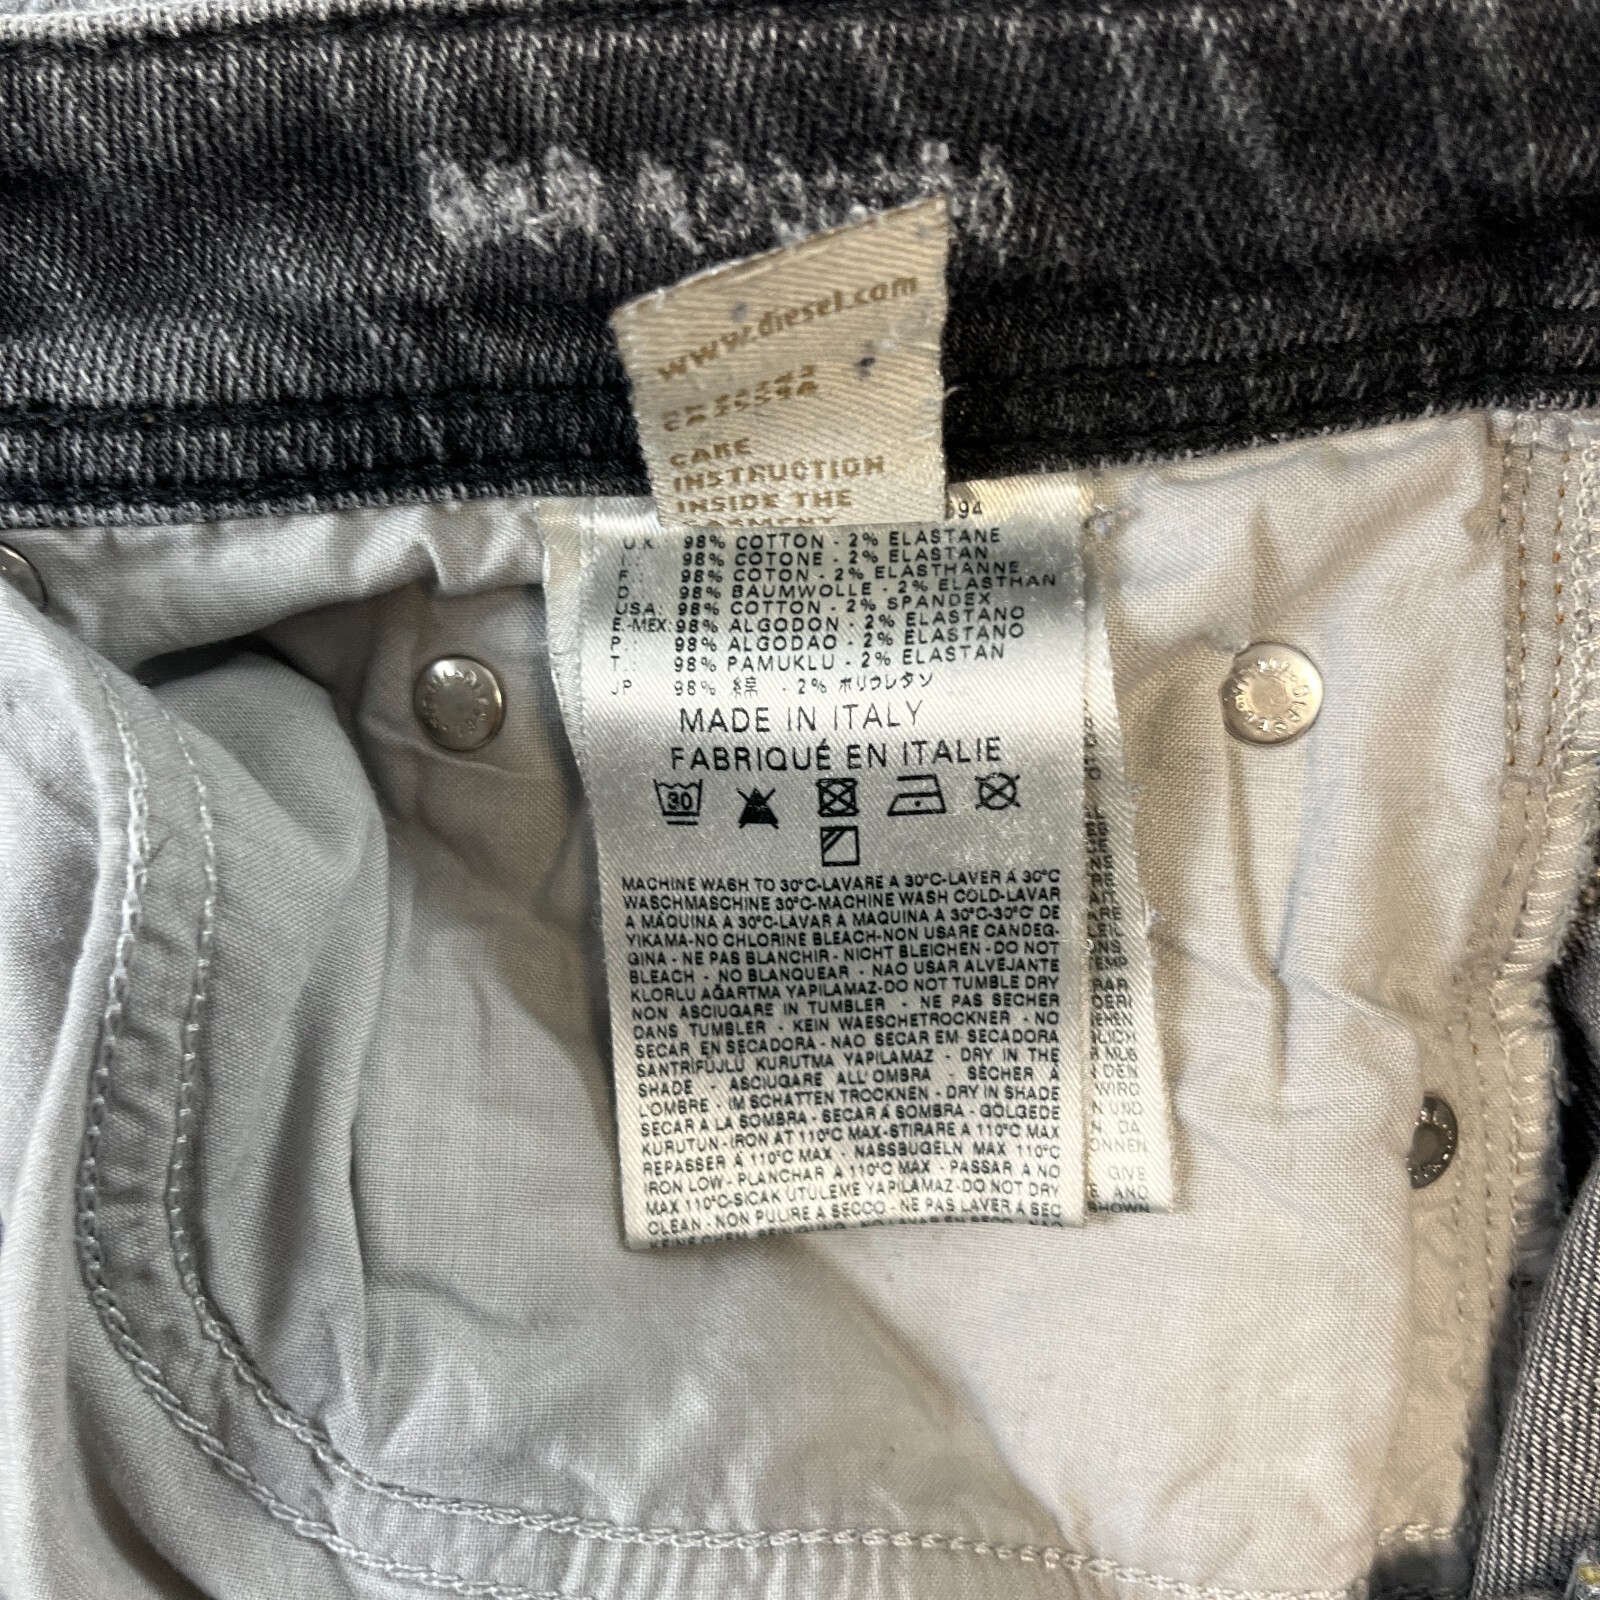 www.diesel.com
CARE
INSTRUCTION
INSIDE THE
GARMENT
594
U.K. 98% COTTON - 2% ELASTANE
I.: 98% COTONE - 2% ELASTAN
F.: 98% COTON - 2% ELASTHANNE
D. 98% BAUMWOLLE - 2% ELASTHAN
USA: 98% COTTON - 2% SPANDEX
E.-MEX: 98% ALGODON - 2% ELASTANO
P.: 98% ALGODAO - 2% ELASTANO
T.: 98% PAMUKLU - 2% ELASTAN
JP 98% 綿 - 2% ポリウレタン
MADE IN ITALY
FABRIQUÉ EN ITALIE
30
MACHINE WASH TO 30°C-LAVARE A 30°C-LAVER A 30°C
WASCHMASCHINE 30°C-MACHINE WASH COLD-LAVAR
A MAQUINA A 30°C-LAVAR A MAQUINA A 30°C-30°C' DE
YIKAMA-NO CHLORINE BLEACH-NON USARE CANDEG-
GINA - NE PAS BLANCHIR - NICHT BLEICHEN - DO NOT
BLEACH - NO BLANQUEAR - NAO USAR ALVEJANTE
KLORLU AĞARTMA YAPILAMAZ-DO NOT TUMBLE DRY
NON ASCIUGARE IN TUMBLER - NE PAS SECHER
DANS TUMBLER - KEIN WAESCHETROCKNER - NO
SECAR EN SECADORA - NAO SECAR EM SECADORA
SANTRİFÜJLÜ KURUTMA YAPILAMAZ - DRY IN THE
SHADE - ASCIUGARE ALL'OMBRA - SÈCHER À
L'OMBRE - IM SCHATTEN TROCKNEN - DRY IN SHADE
SECAR A LA SOMBRA - SECAR À SOMBRA - GÖLGEDE
KURUTUN - IRON AT 110°C MAX-STIRARE A 110°C MAX
REPASSER À 110°C MAX - NASSBÜGELN MAX 110°C
IRON LOW - PLANCHAR A 110°C MAX - PASSAR A NO
MAX 110°C-SICAK ÜTÜLEME YAPILAMAZ-DO NOT DRY
CLEAN - NON PULIRE A SECCO - NE PAS LAVER A SEC